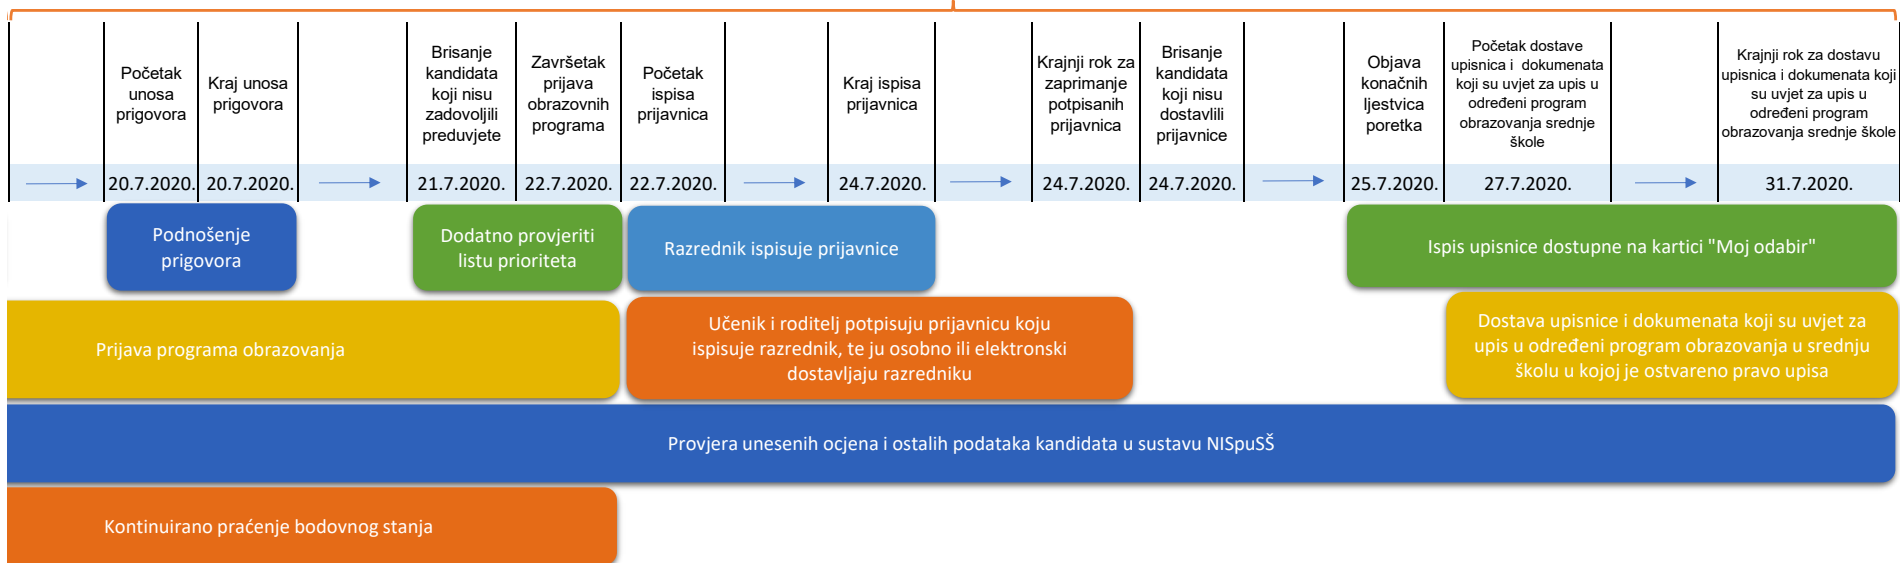 Početak
unosa
prigovora
Kraj unosa
prigovora
Brisanje
kandidata
koji nisu
zadovoljili
preduvjete
Završetak
prijava
obrazovnih
programa
Početak
ispisa
prijavnica
Kraj ispisa
prijavnica
Krajnji rok za
zaprimanje
potpisanih
prijavnica
Brisanje
kandidata
koji nisu
dostavlili
prijavnice
Objava
konačnih
ljestvica
poretka
Početak dostave
upisnica i dokumenata
koji su uvjet za upis u
određeni program
obrazovanja srednje
škole
Krajnji rok za dostavu
upisnica i dokumenata koji
su uvjet za upis u
određeni program
obrazovanja srednje škole
20.7.2020.
20.7.2020.
21.7.2020.
22.7.2020.
22.7.2020.
24.7.2020.
24.7.2020.
24.7.2020.
25.7.2020.
27.7.2020.
31.7.2020.
Podnošenje
prigovora
Dodatno provjeriti
listu prioriteta
Razrednik ispisuje prijavnice
Ispis upisnice dostupne na kartici "Moj odabir"
Prijava programa obrazovanja
Učenik i roditelj potpisuju prijavnicu koju
ispisuje razrednik, te ju osobno ili elektronski
dostavljaju razredniku
Dostava upisnice i dokumenata koji su uvjet za
upis u određeni program obrazovanja u srednju
školu u kojoj je ostvareno pravo upisa
Provjera unesenih ocjena i ostalih podataka kandidata u sustavu NISpuSŠ
Kontinuirano praćenje bodovnog stanja